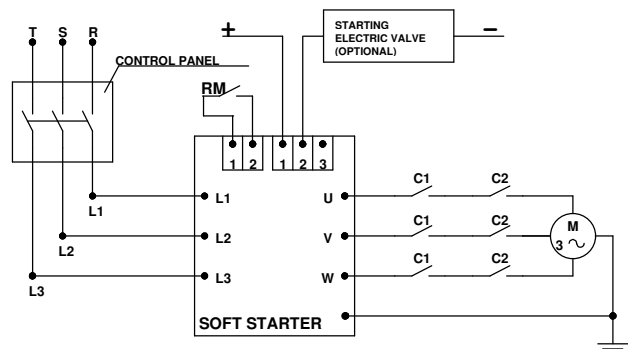 STARTING
ELECTRIC VALVE
(OPTIONAL)
+
−
T S R
CONTROL PANEL
RM
1 2 1 2 3
C1 C2
L1 U
L1
C1 C2
M
3 ~
L2 V
L2
C1 C2
L3 W
L3
SOFT STARTER